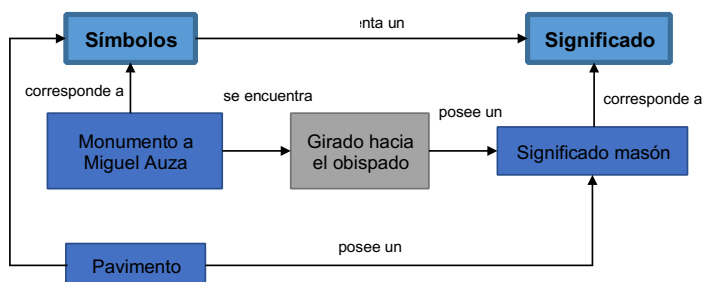 Símbolos
enta un
Significado
corresponde a
se encuentra
posee un
corresponde a
Monumento a
Miguel Auza
Girado hacia
el obispado
Significado masón
posee un
Pavimento